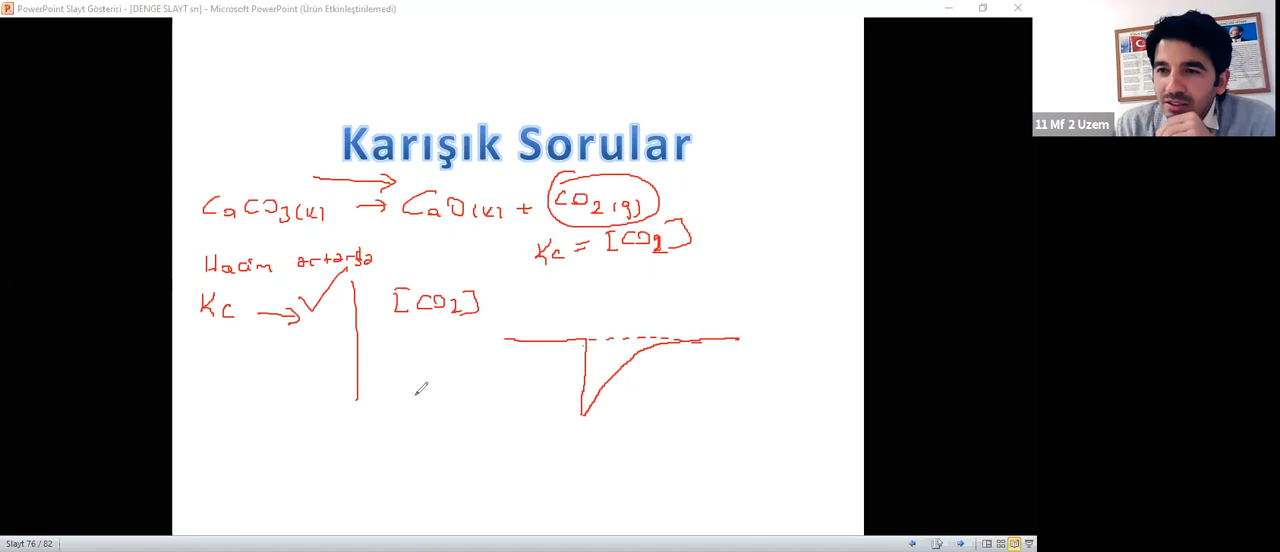 PowerPoint Slayt Gösterisi - [DENGE SLAYT sn] - Microsoft PowerPoint (Ürün Etkinleştirilemedi)
11 Mf 2 Uzem
Karışık Sorular
CaCO3(k) → CaO(k) + CO2(g)
Kc = [CO2]
Hacim artarsa
Kc → [CO2]
Slayt 76 / 82